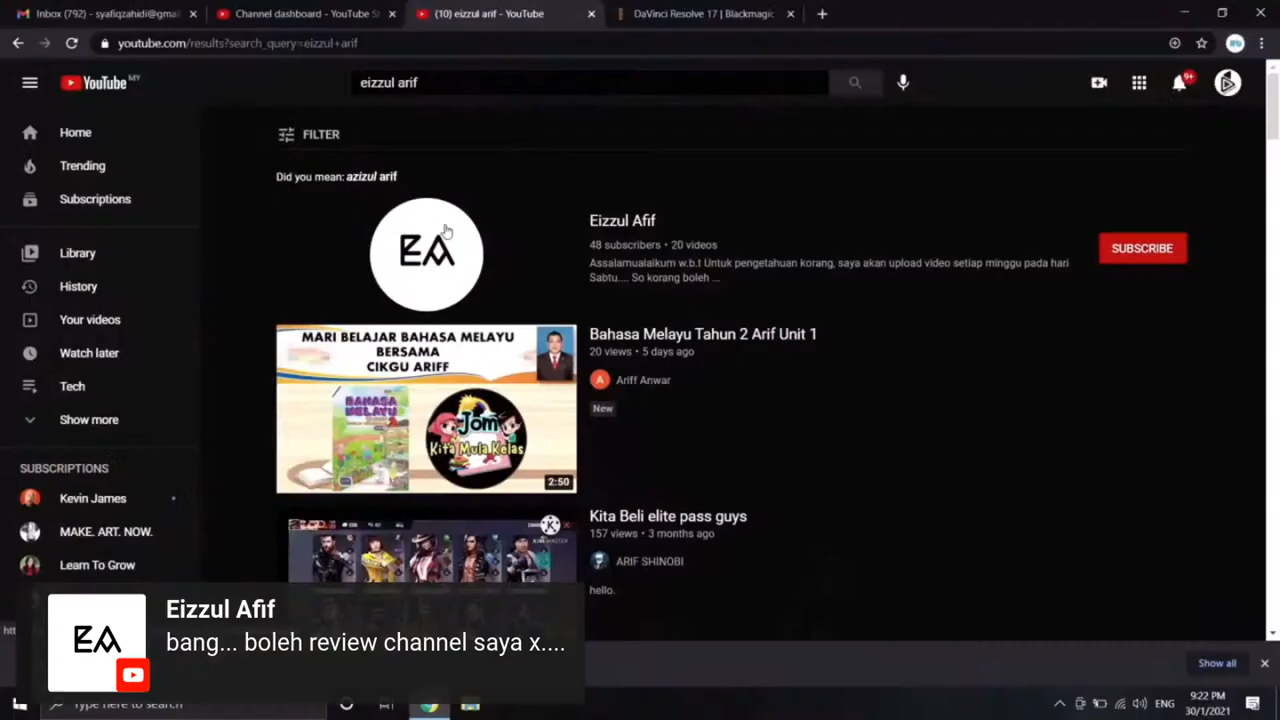 Inbox (792) - syafiqzahidi@gmai
Channel dashboard - YouTube S
(10) eizzul arif - YouTube
DaVinci Resolve 17 | Blackmagic
youtube.com/results?search_query=eizzul+arif
YouTube MY
eizzul arif
9+
Home
Trending
Subscriptions
Library
History
Your videos
Watch later
Tech
Show more
SUBSCRIPTIONS
Kevin James
MAKE. ART. NOW.
Learn To Grow
FILTER
Did you mean: azizul arif
EA
Eizzul Afif
48 subscribers • 20 videos
Assalamualaikum w.b.t Untuk pengetahuan korang, saya akan upload video setiap minggu pada hari
Sabtu.... So korang boleh ...
SUBSCRIBE
MARI BELAJAR BAHASA MELAYU
BERSAMA
CIKGU ARIFF
BAHASA
MELAYU
Jom
Kita Mula Kelas
2:50
Bahasa Melayu Tahun 2 Arif Unit 1
20 views • 5 days ago
A Ariff Anwar
New
Kita Beli elite pass guys
157 views • 3 months ago
ARIF SHINOBI
hello.
EA
Eizzul Afif
bang... boleh review channel saya x....
Show all
Type here to search
ENG
9:22 PM
30/1/2021